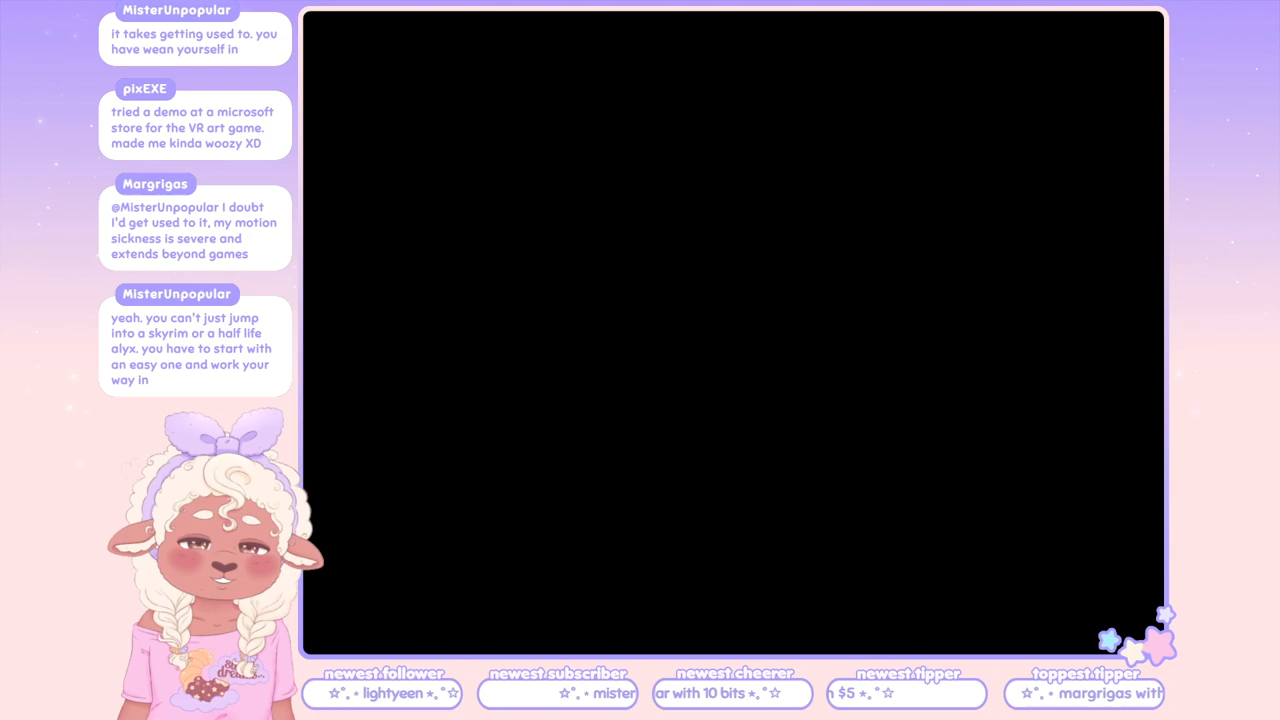 MisterUnpopular
it takes getting used to. you
have wean yourself in
pixEXE
tried a demo at a microsoft
store for the VR art game.
made me kinda woozy XD
Margrigas
@MisterUnpopular I doubt
I'd get used to it, my motion
sickness is severe and
extends beyond games
MisterUnpopular
yeah. you can't just jump
into a skyrim or a half life
alyx. you have to start with
an easy one and work your
way in
newest follower
☆°｡⋆ lightyeen ⋆｡°☆
newest subscriber
☆°｡⋆ mister
newest cheerer
ar with 10 bits ⋆｡°☆
newest tipper
$5 ⋆｡°☆
toppest tipper
☆°｡⋆ margrigas with